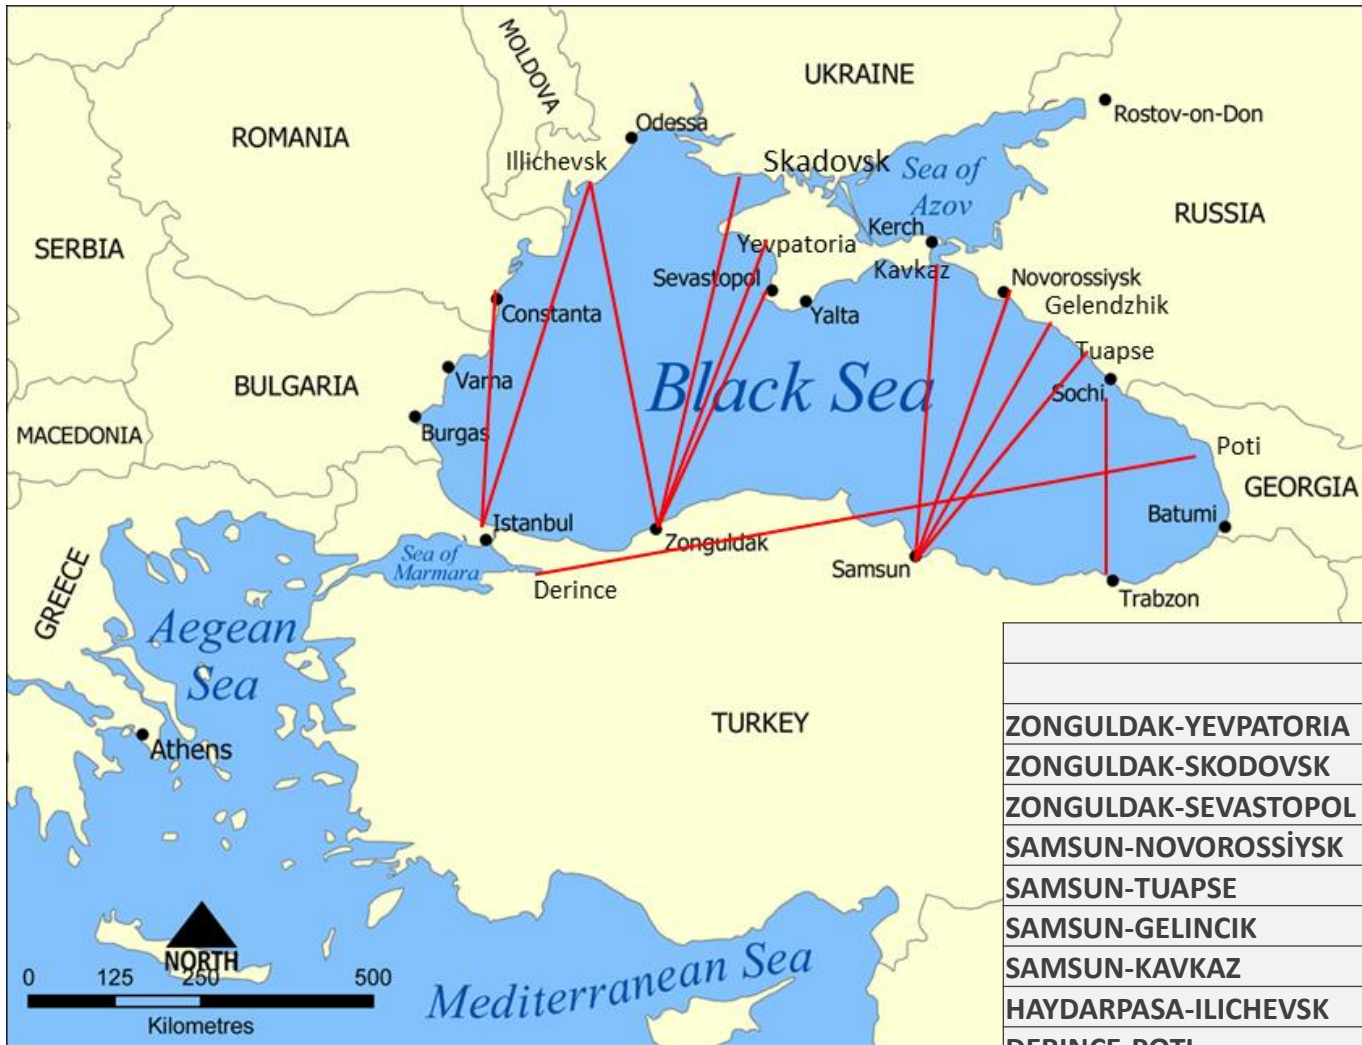 MOLDOVA
UKRAINE
Rostov-on-Don
Odessa
ROMANIA
Illichevsk
Skadovsk
Sea of
Azov
RUSSIA
SERBIA
Kerch
Yevpatoria
Kavkaz
Sevastopol
Novorossiysk
Constanta
Yalta
Gelendzhik
Tuapse
Varna
BULGARIA
Black Sea
Sochi
MACEDONIA
Burgas
Poti
GEORGIA
Batumi
Istanbul
Zonguldak
Sea of
Marmara
Samsun
Derince
Trabzon
GREECE
Aegean
Sea
TURKEY
Athens
ZONGULDAK-YEVPATORIA
ZONGULDAK-SKODOVSK
ZONGULDAK-SEVASTOPOL
SAMSUN-NOVOROSSİYSK
SAMSUN-TUAPSE
SAMSUN-GELINCIK
SAMSUN-KAVKAZ
HAYDARPASA-ILICHEVSK
DERINCE-POTI
NORTH
0 125 250 500
Kilometres
Mediterranean Sea